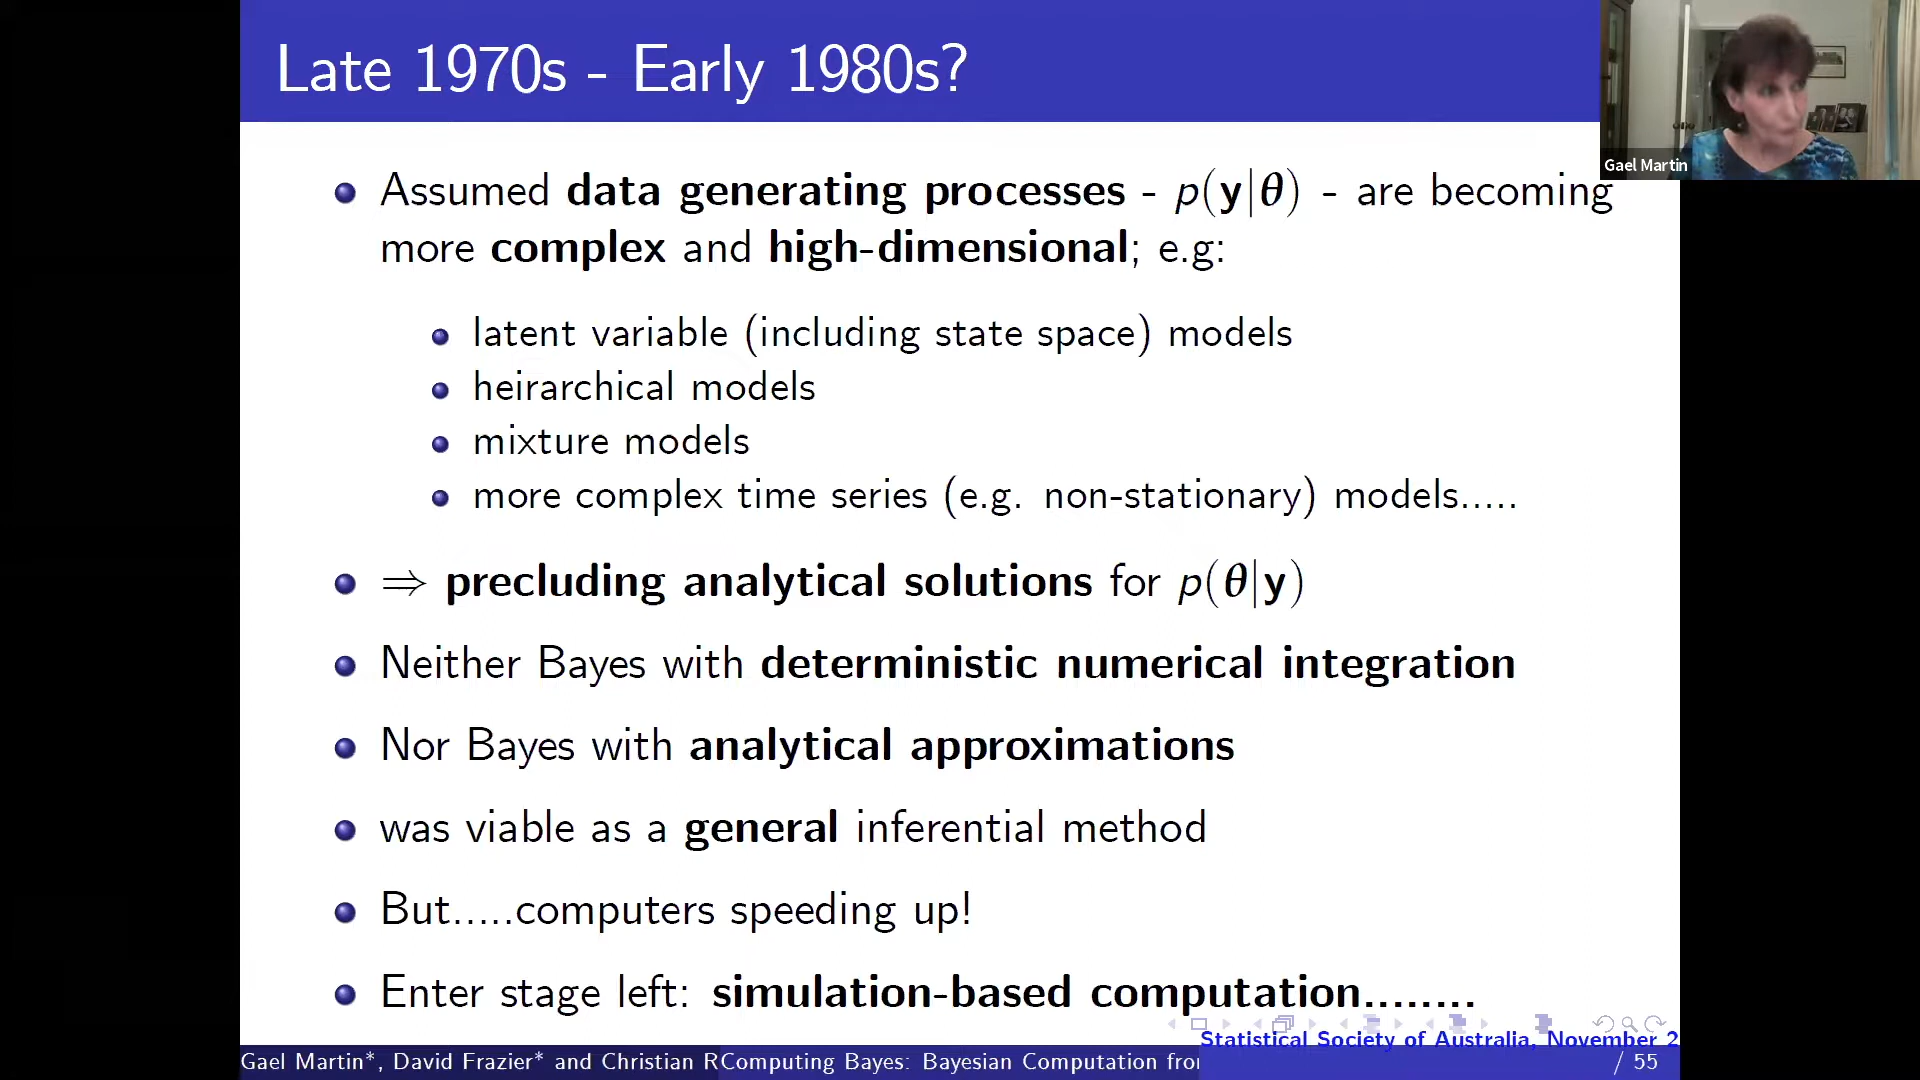 Late 1970s - Early 1980s?
Gael Martin
Assumed data generating processes - p(y|θ) - are becoming
more complex and high-dimensional; e.g:
latent variable (including state space) models
heirarchical models
mixture models
more complex time series (e.g. non-stationary) models.....
⇒ precluding analytical solutions for p(θ|y)
Neither Bayes with deterministic numerical integration
Nor Bayes with analytical approximations
was viable as a general inferential method
But.....computers speeding up!
Enter stage left: simulation-based computation........
Statistical Society of Australia, November 2
Gael Martin*, David Frazier* and Christian RComputing Bayes: Bayesian Computation from
/ 55